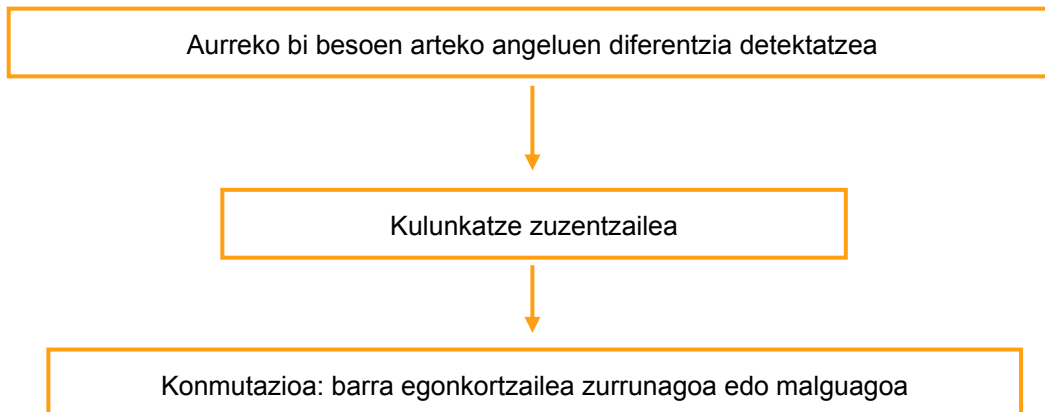 Aurreko bi besoen arteko angeluen diferentzia detektatzea
Kulunkatze zuzentzailea
Konmutazioa: barra egonkortzailea zurrunagoa edo malguagoa